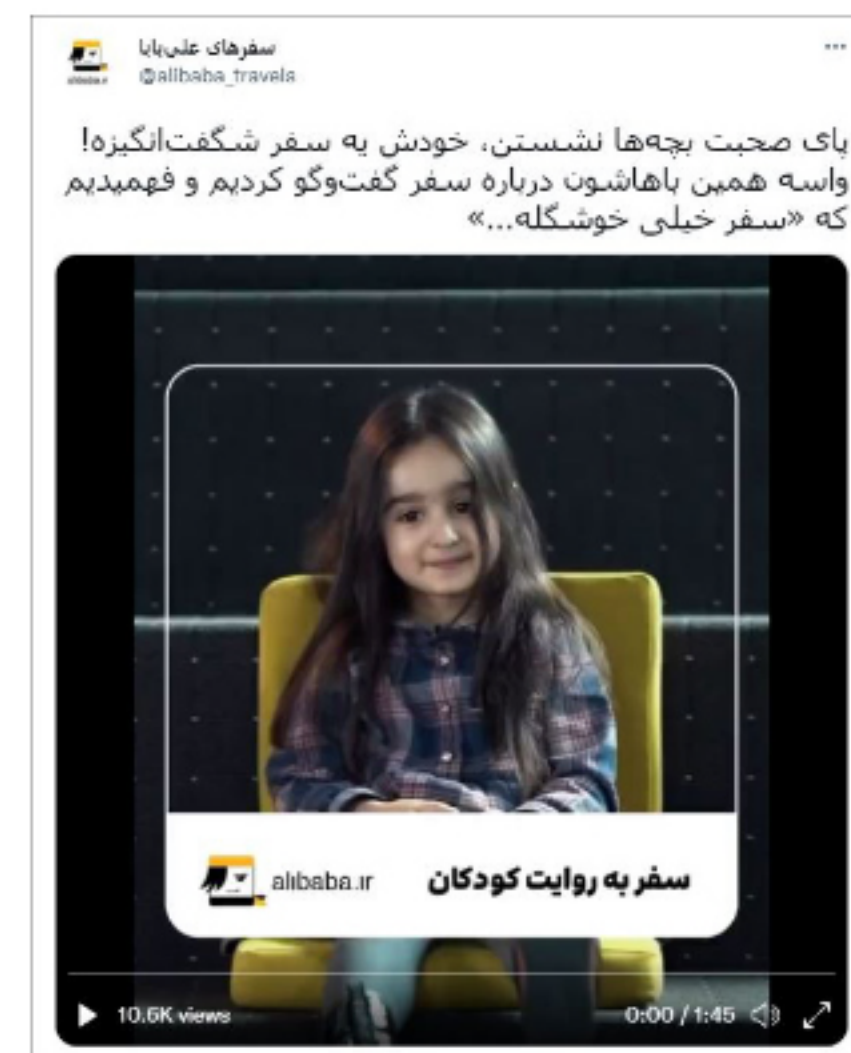 سفرهای علی‌بابا
@alibaba_travels
پای صحبت بچه‌ها نشستن، خودش یه سفر شگفت‌انگیزه!
واسه همین باهاشون درباره سفر گفت‌وگو کردیم و فهمیدیم
که «سفر خیلی خوشگله...»
سفر به روایت کودکان
alibaba.ir
10.6K views
0:00 / 1:45